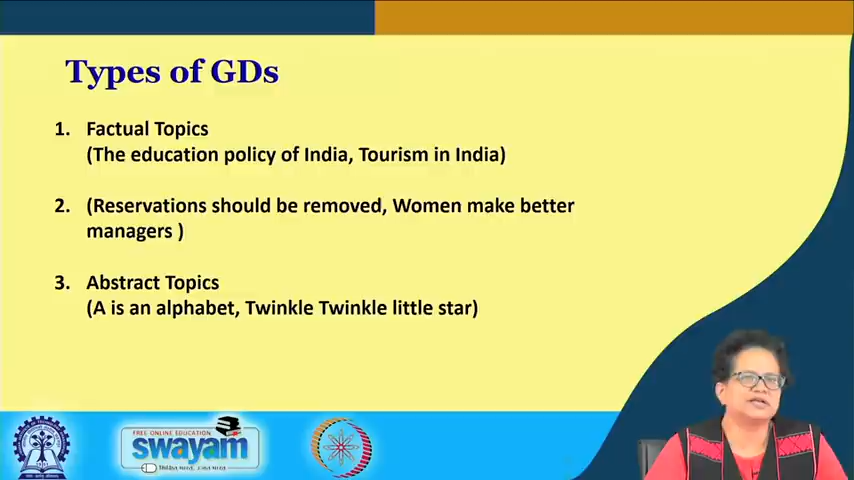 Types of GDs
1. Factual Topics
(The education policy of India, Tourism in India)
2. (Reservations should be removed, Women make better
managers )
3. Abstract Topics
(A is an alphabet, Twinkle Twinkle little star)
FREE ONLINE EDUCATION
swayam